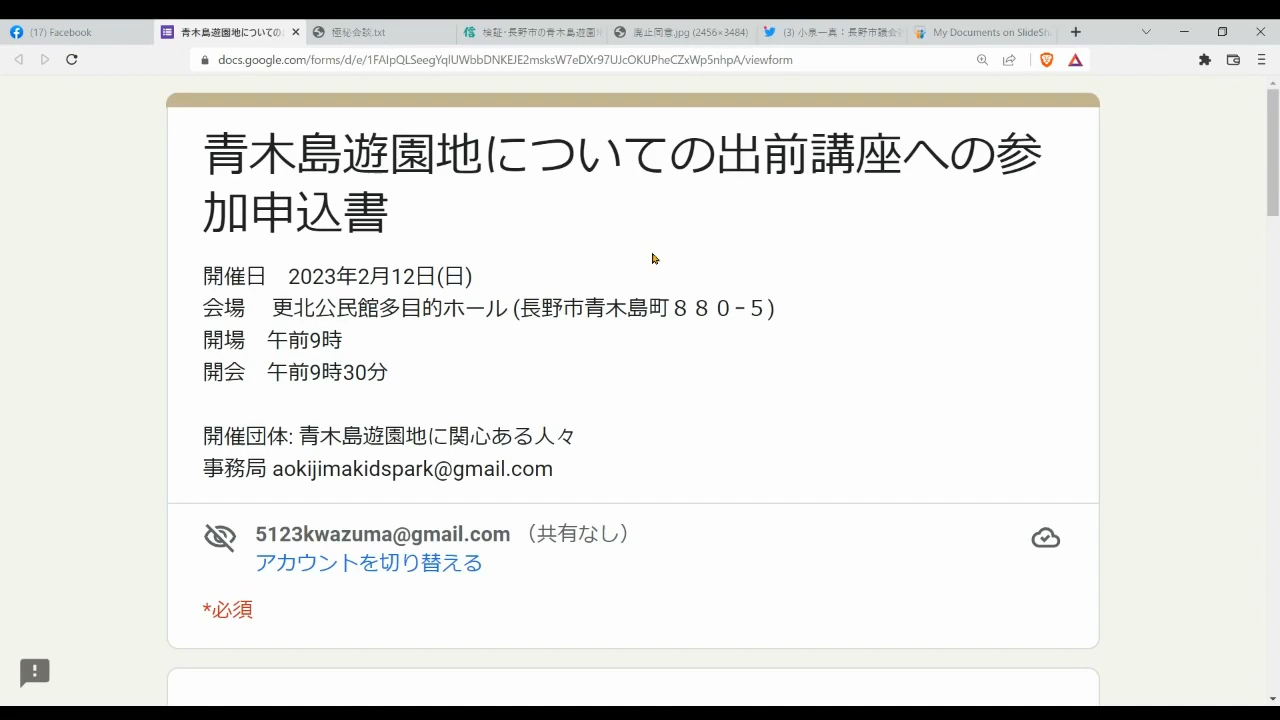 (17) Facebook
青木島遊園地についての
極秘会談.txt
検証・長野市の青木島遊園
廃止同意.jpg (2456×3484)
(3) 小泉一真：長野市議会
My Documents on SlideSh
docs.google.com/forms/d/e/1FAIpQLSeegYqlUWbbDNKEJE2msksW7eDXr97UJcOKUPheCZxWp5nhpA/viewform
青木島遊園地についての出前講座への参
加申込書
開催日 2023年2月12日(日)
会場 更北公民館多目的ホール (長野市青木島町８８０−５)
開場 午前9時
開会 午前9時30分
開催団体: 青木島遊園地に関心ある人々
事務局 aokijimakidspark@gmail.com
5123kwazuma@gmail.com （共有なし）
アカウントを切り替える
*必須